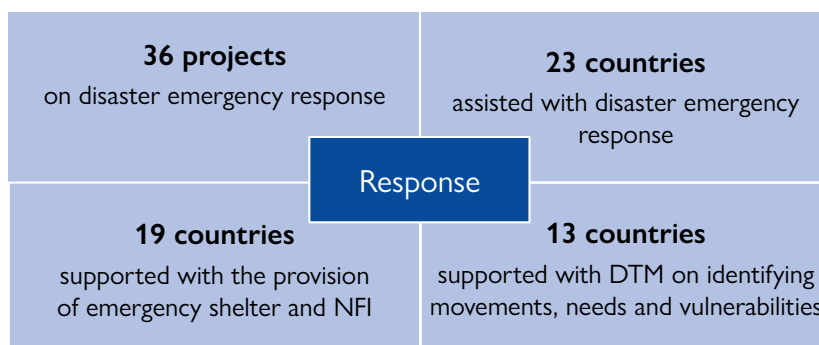 36 projects
on disaster emergency response
23 countries
assisted with disaster emergency
response
Response
19 countries
supported with the provision
of emergency shelter and NFI
13 countries
supported with DTM on identifying
movements, needs and vulnerabilities